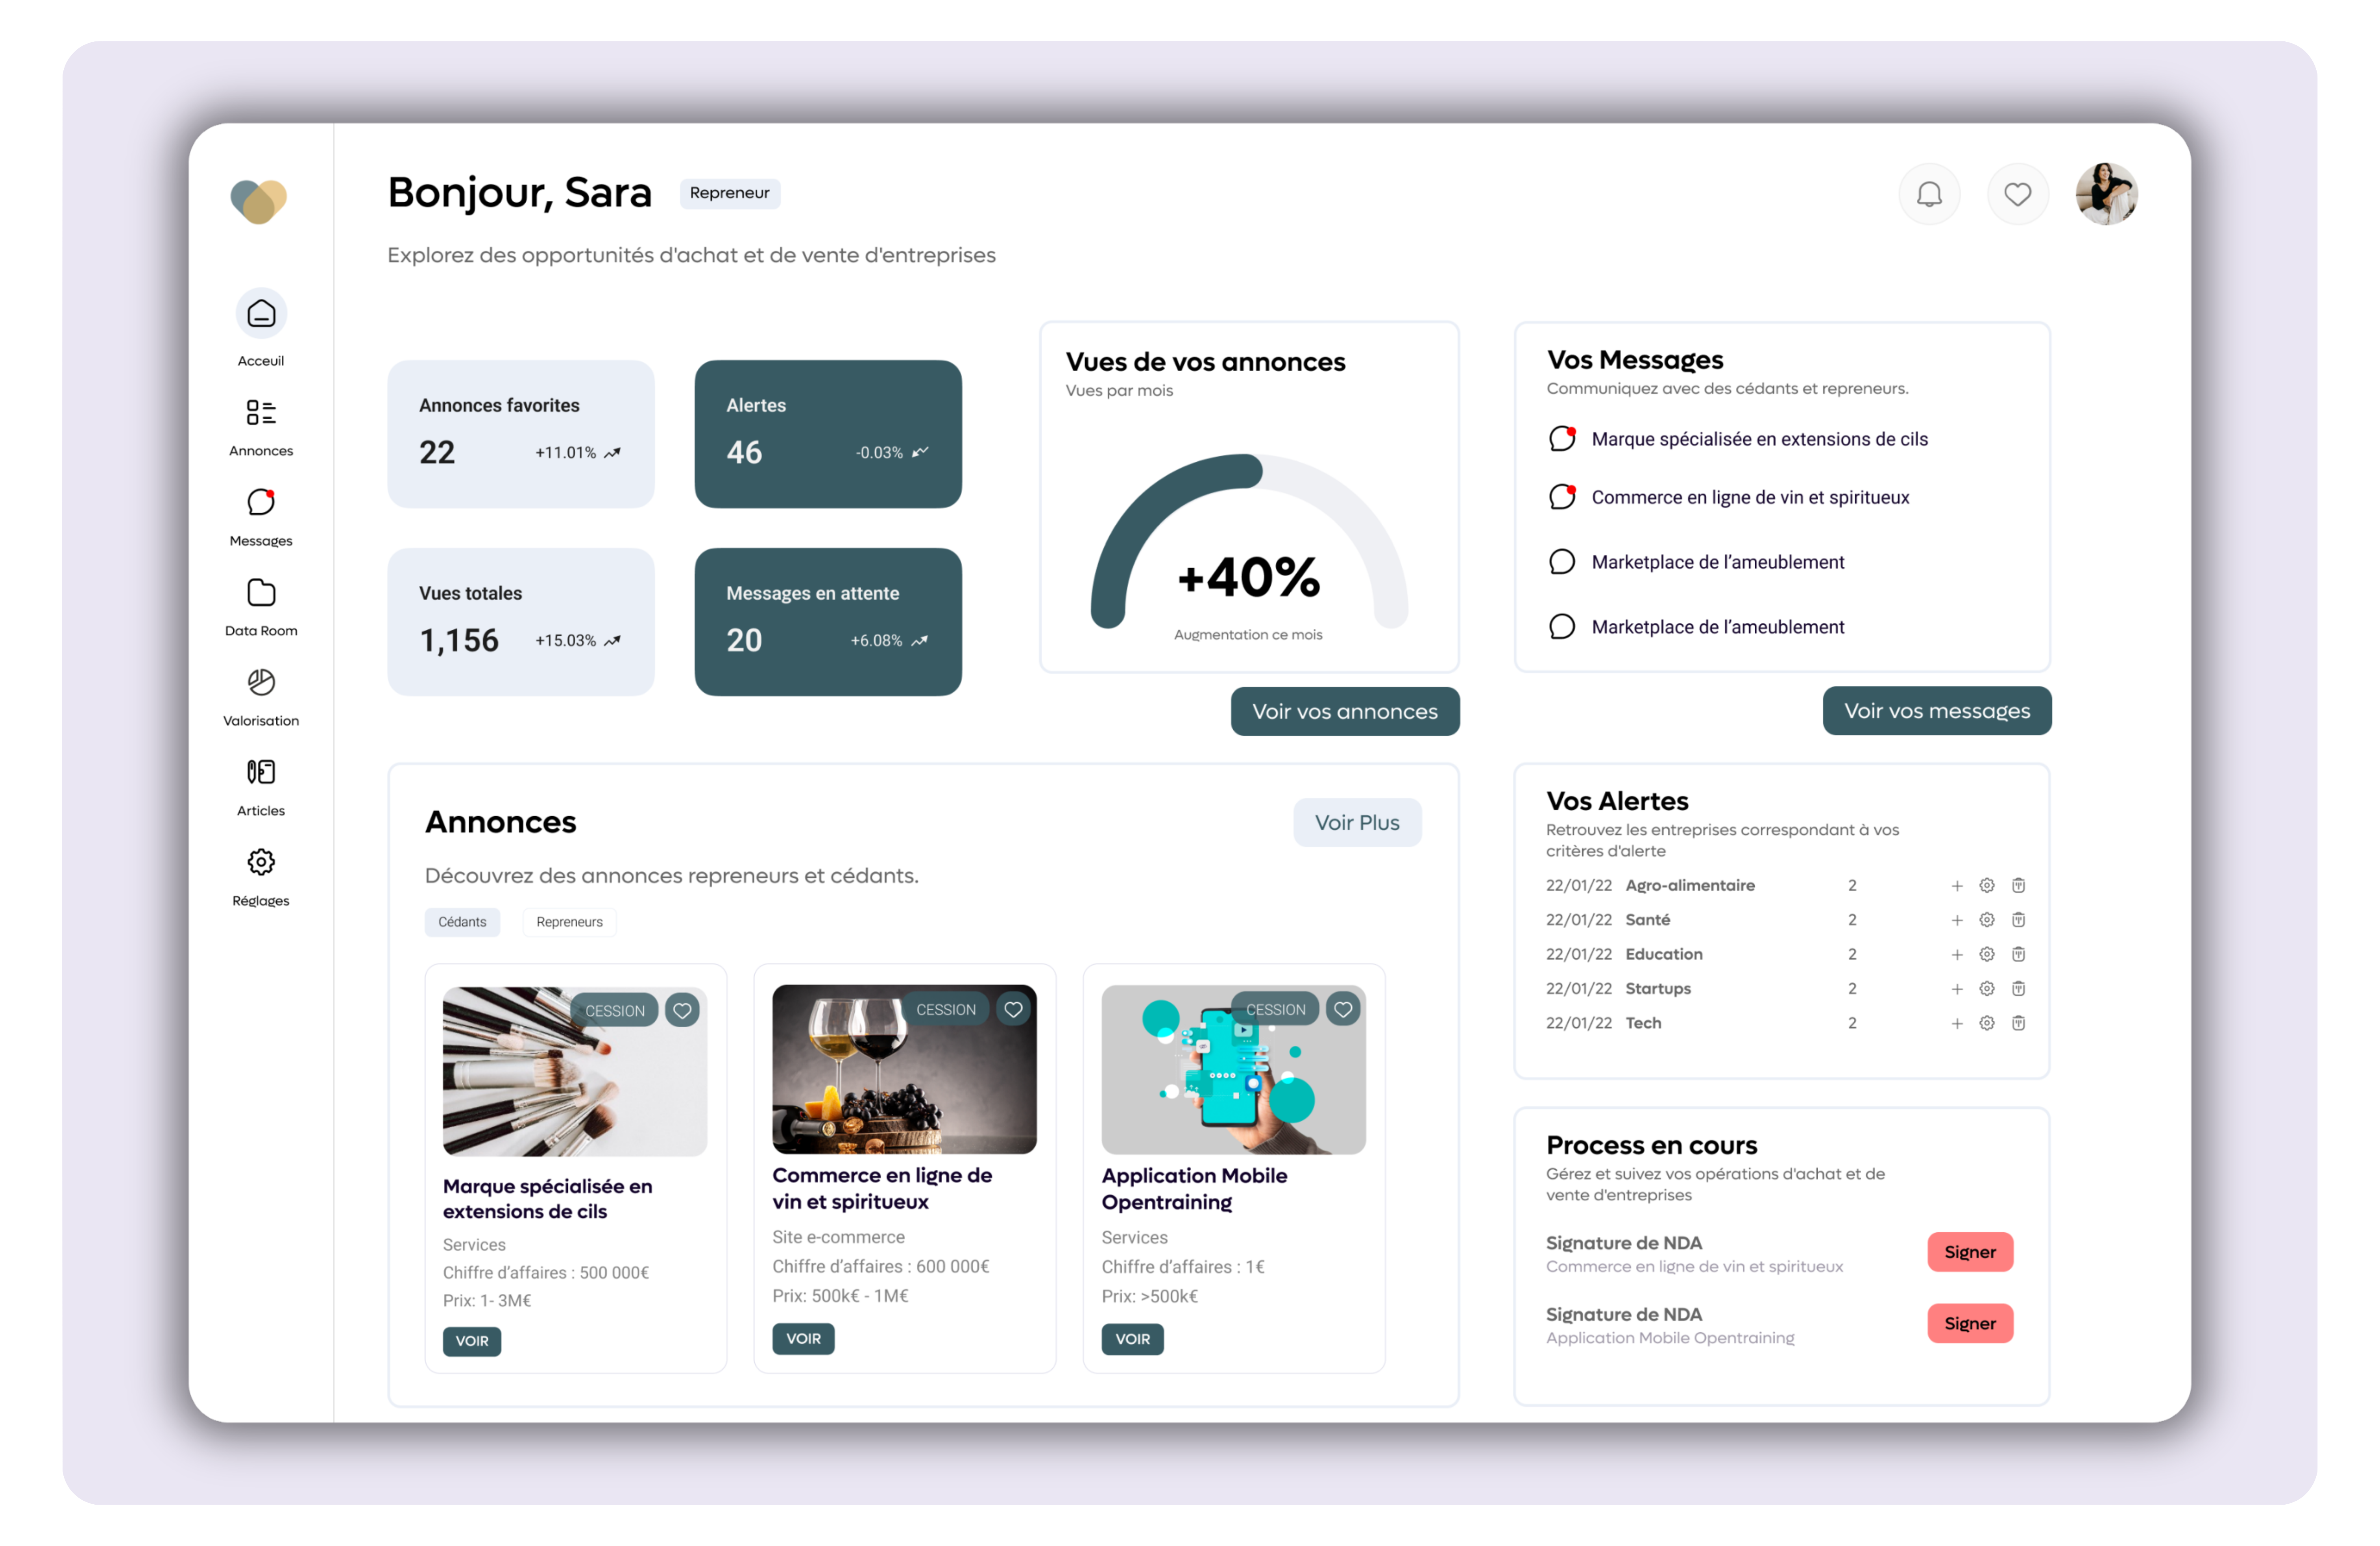 Bonjour, Sara
Repreneur
Explorez des opportunités d'achat et de vente d'entreprises
Acceuil
Annonces
Messages
Data Room
Valorisation
Articles
Réglages
Annonces favorites
22
+11.01%
Alertes
46
-0.03%
Vues totales
1,156
+15.03%
Messages en attente
20
+6.08%
Vues de vos annonces
Vues par mois
+40%
Augmentation ce mois
Voir vos annonces
Vos Messages
Communiquez avec des cédants et repreneurs.
Marque spécialisée en extensions de cils
Commerce en ligne de vin et spiritueux
Marketplace de l’ameublement
Marketplace de l’ameublement
Voir vos messages
Annonces
Voir Plus
Découvrez des annonces repreneurs et cédants.
Cédants
Repreneurs
CESSION
Marque spécialisée en
extensions de cils
Services
Chiffre d’affaires : 500 000€
Prix: 1- 3M€
VOIR
CESSION
Commerce en ligne de
vin et spiritueux
Site e-commerce
Chiffre d’affaires : 600 000€
Prix: 500k€ - 1M€
VOIR
CESSION
Application Mobile
Opentraining
Services
Chiffre d’affaires : 1€
Prix: >500k€
VOIR
Vos Alertes
Retrouvez les entreprises correspondant à vos
critères d'alerte
22/01/22 Agro-alimentaire 2
22/01/22 Santé 2
22/01/22 Education 2
22/01/22 Startups 2
22/01/22 Tech 2
Process en cours
Gérez et suivez vos opérations d'achat et de
vente d'entreprises
Signature de NDA
Commerce en ligne de vin et spiritueux
Signer
Signature de NDA
Application Mobile Opentraining
Signer